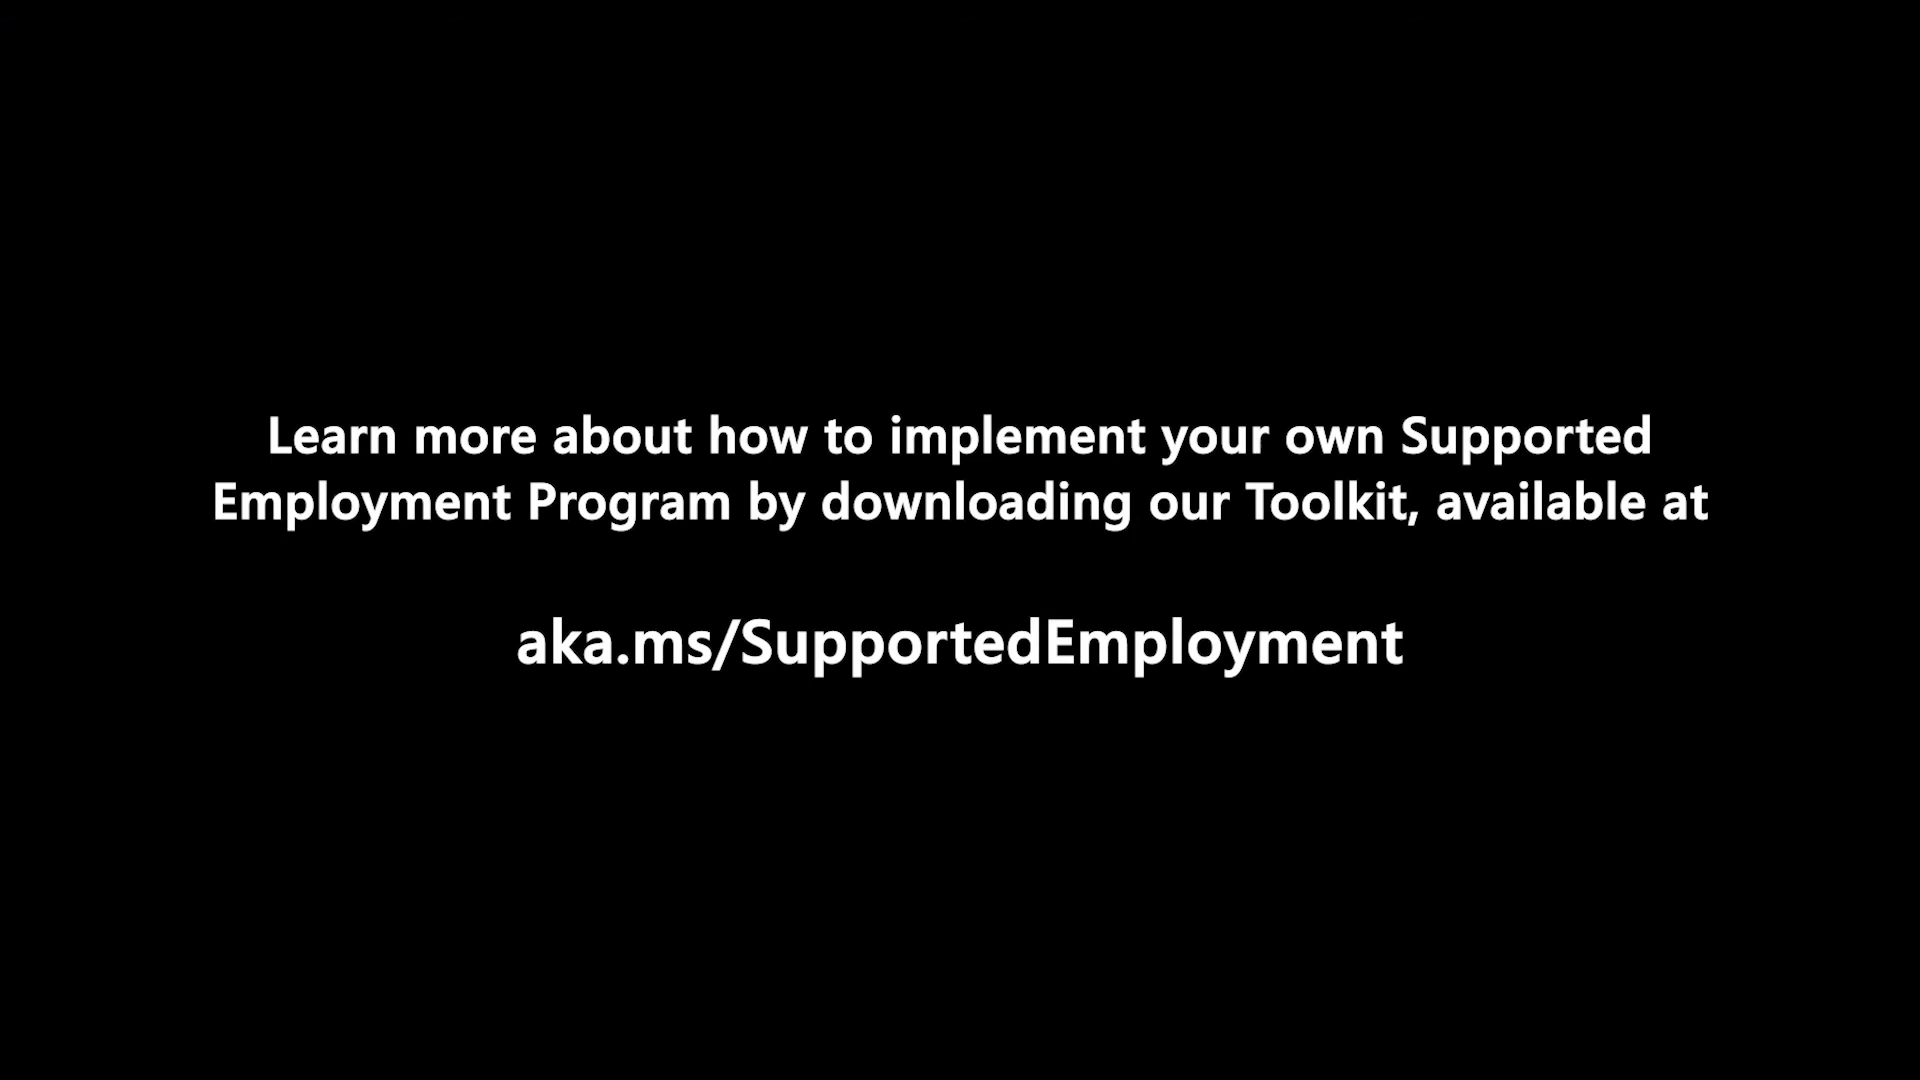 Learn more about how to implement your own Supported
Employment Program by downloading our Toolkit, available at
aka.ms/SupportedEmployment